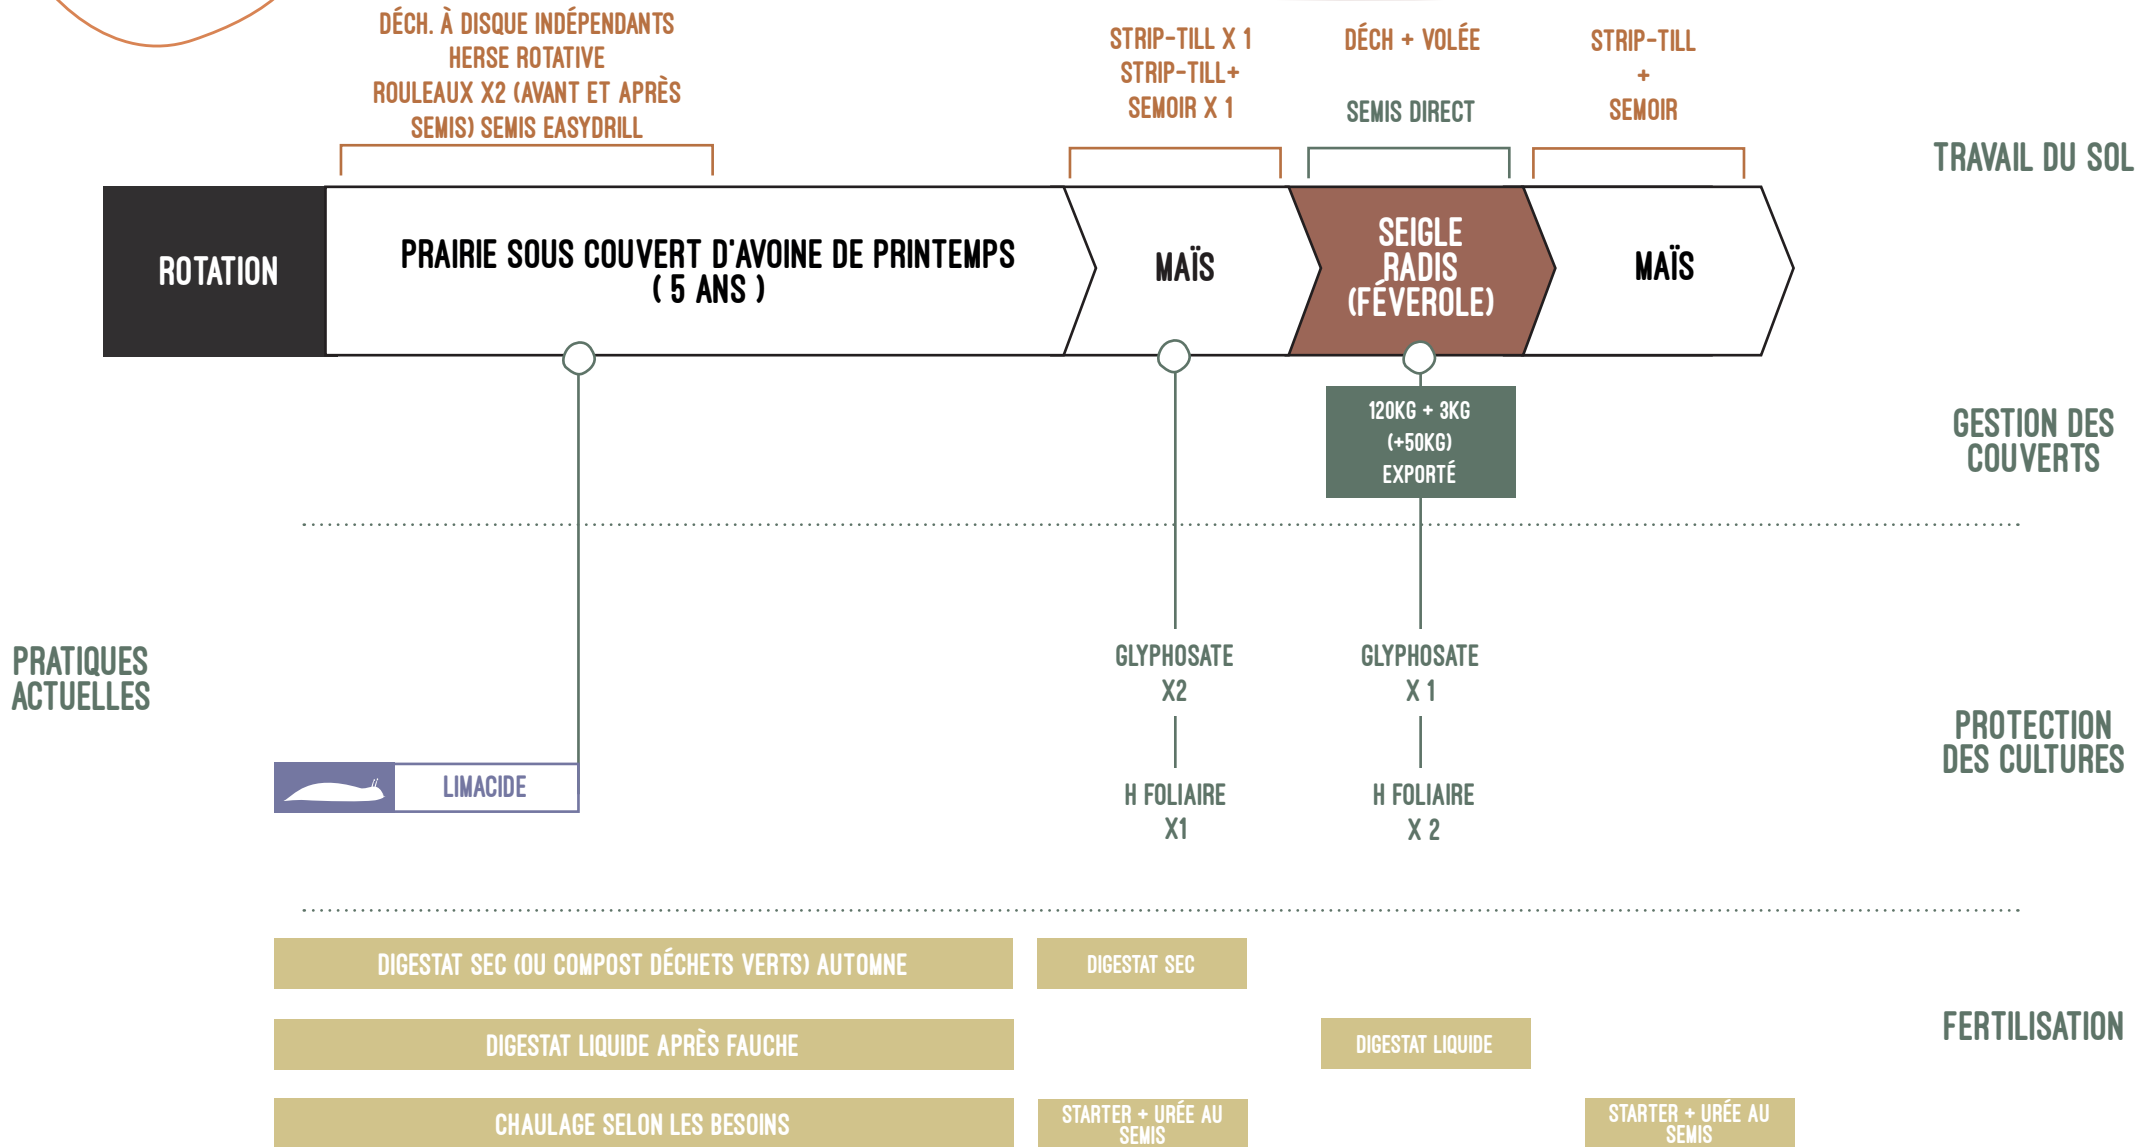 DÉCH. À DISQUE INDÉPENDANTS
HERSE ROTATIVE
ROULEAUX X2 (AVANT ET APRÈS
SEMIS) SEMIS EASYDRILL
STRIP-TILL X 1
STRIP-TILL+
SEMOIR X 1
DÉCH + VOLÉE
SEMIS DIRECT
STRIP-TILL
+
SEMOIR
TRAVAIL DU SOL
ROTATION
PRAIRIE SOUS COUVERT D'AVOINE DE PRINTEMPS
( 5 ANS )
MAÏS
SEIGLE
RADIS
(FÉVEROLE)
MAÏS
120KG + 3KG
(+50KG)
EXPORTÉ
GESTION DES
COUVERTS
PRATIQUES
ACTUELLES
LIMACIDE
GLYPHOSATE
X2
H FOLIAIRE
X1
GLYPHOSATE
X 1
H FOLIAIRE
X 2
PROTECTION
DES CULTURES
DIGESTAT SEC (OU COMPOST DÉCHETS VERTS) AUTOMNE
DIGESTAT SEC
DIGESTAT LIQUIDE APRÈS FAUCHE
DIGESTAT LIQUIDE
FERTILISATION
CHAULAGE SELON LES BESOINS
STARTER + URÉE AU
SEMIS
STARTER + URÉE AU
SEMIS